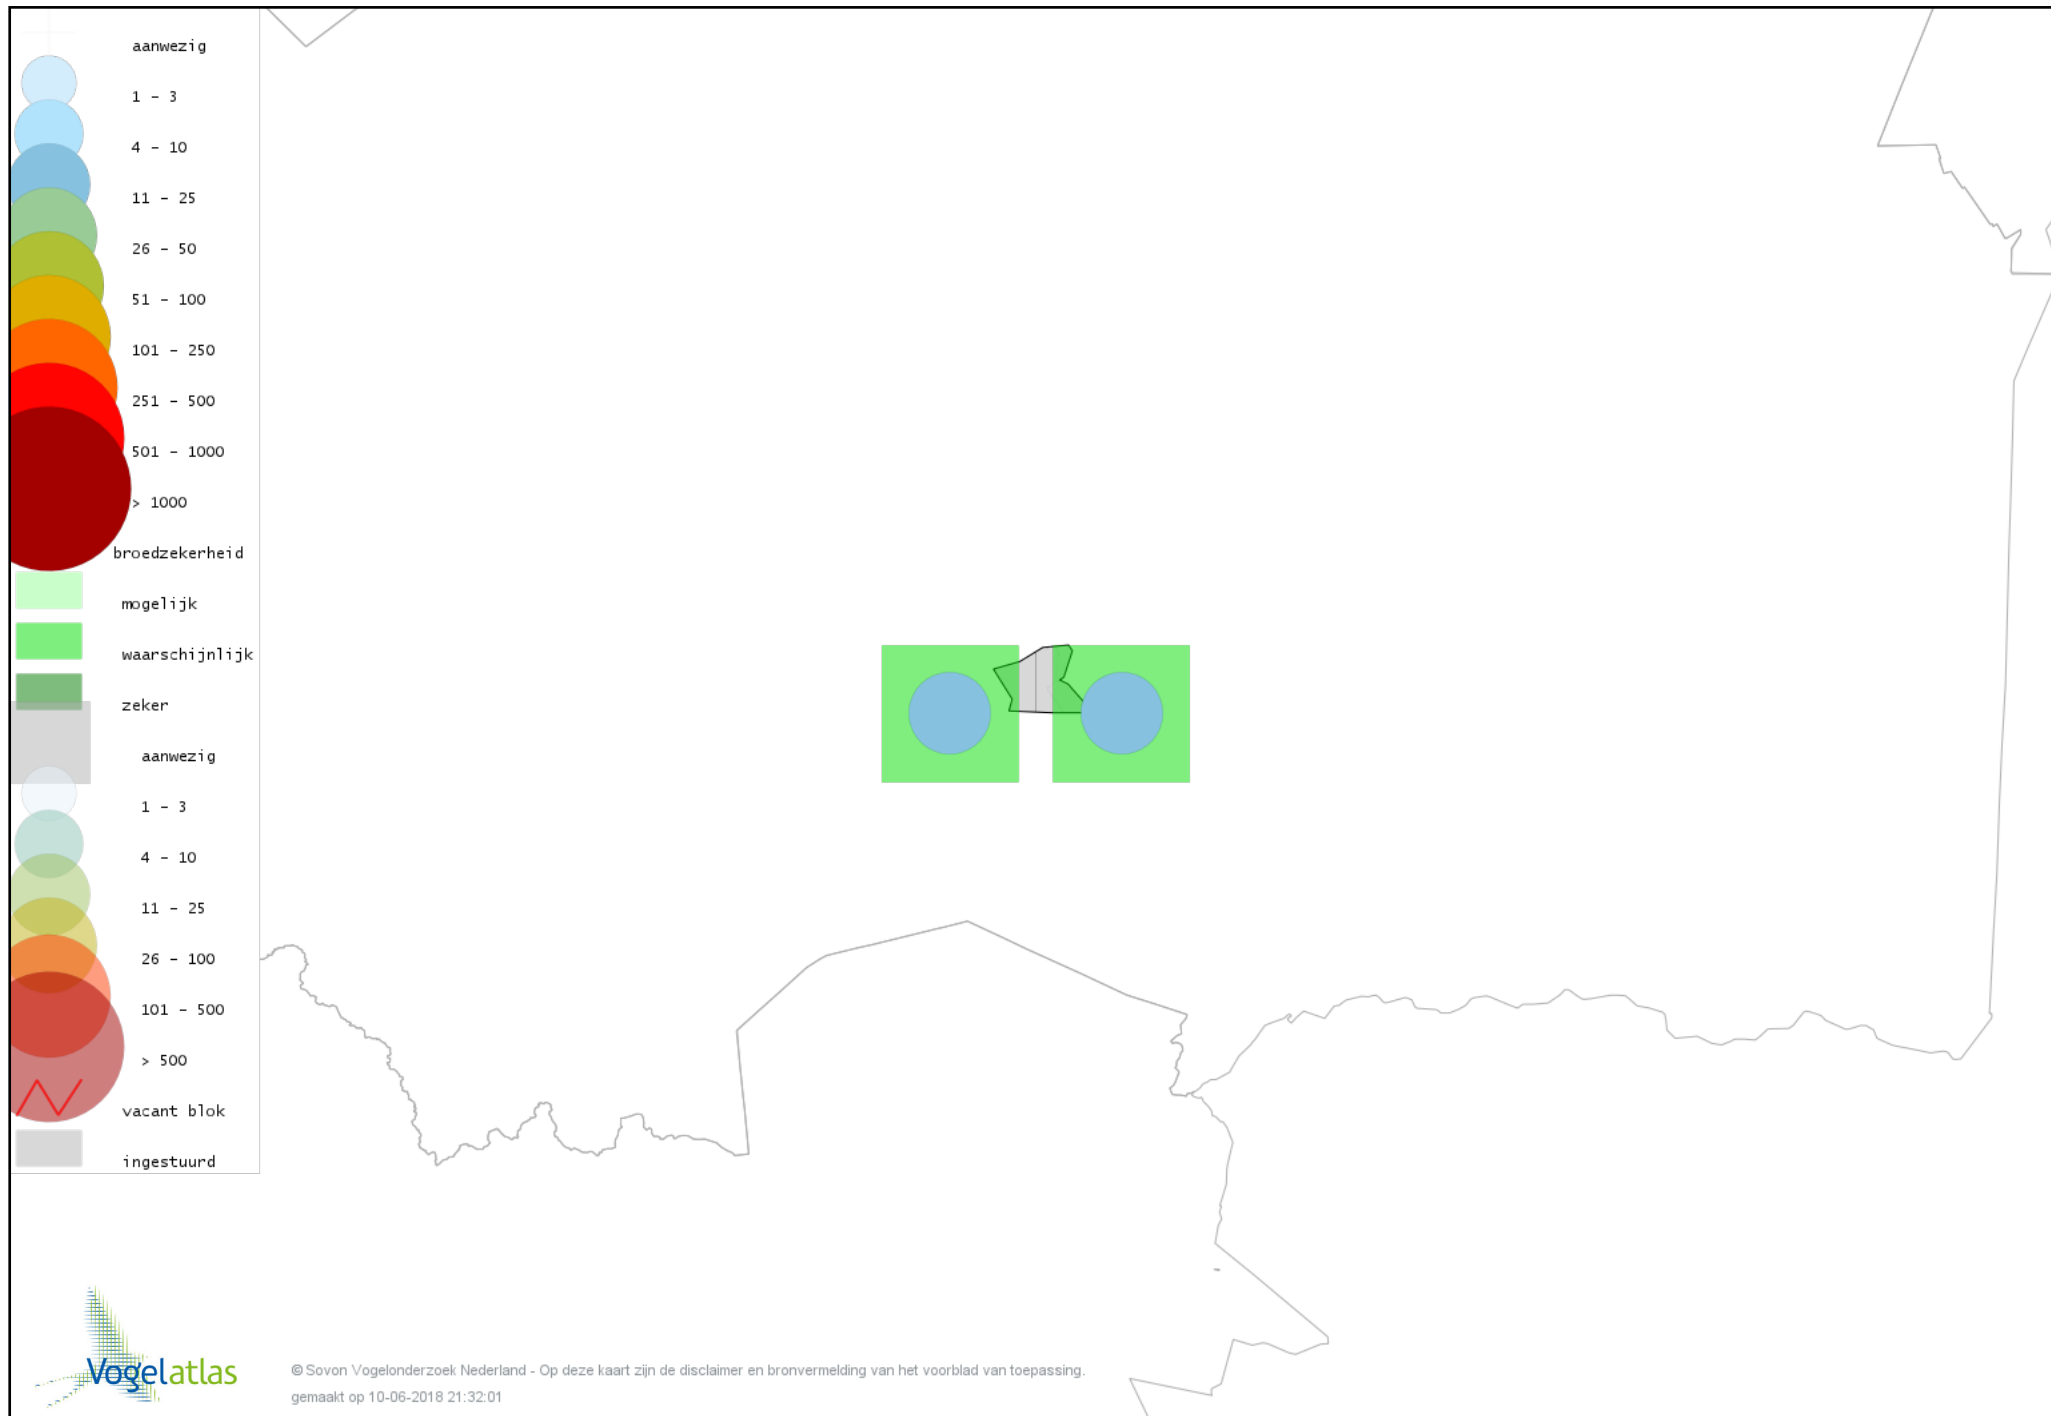 aanwezig
1 - 3
4 - 10
11 - 25
26 - 50
51 - 100
101 - 250
251 - 500
501 - 1000
> 1000
broedzekerheid
mogelijk
waarschijnlijk
zeker
aanwezig
1 - 3
4 - 10
11 - 25
26 - 100
101 - 500
> 500
vacant blok
ingestuurd
Vogelatlas
© Sovon Vogelonderzoek Nederland - Op deze kaart zijn de disclaimer en bronvermelding van het voorblad van toepassing.
gemaakt op 10-06-2018 21:32:01